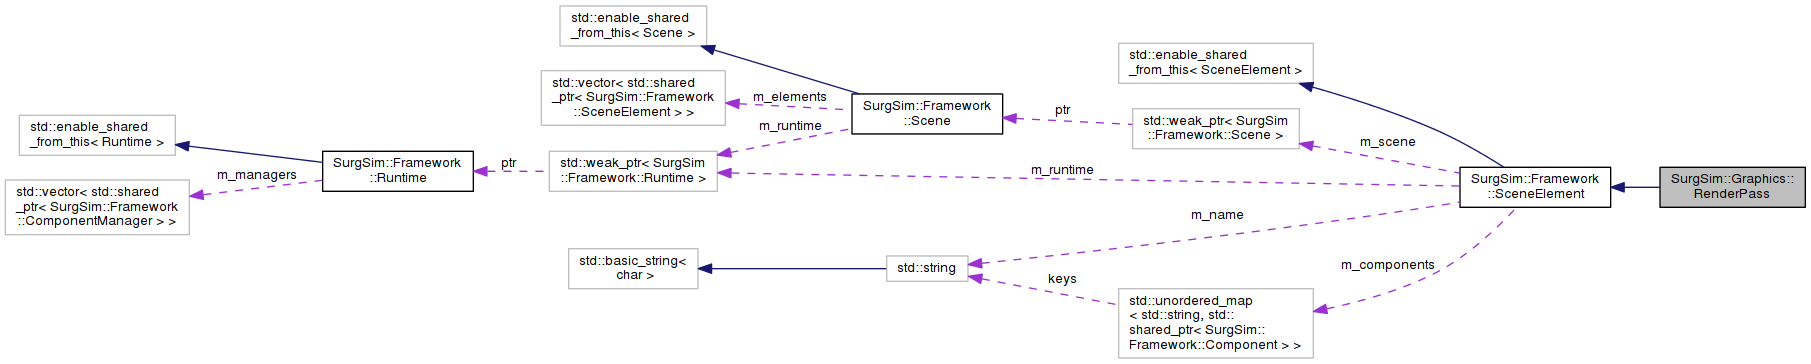 std::enable_shared
_from_this< Scene >
std::enable_shared
_from_this< SceneElement >
std::vector< std::shared
_ptr< SurgSim::Framework
::SceneElement > >
m_elements
SurgSim::Framework
::Scene
ptr
std::weak_ptr< SurgSim
::Framework::Scene >
std::enable_shared
_from_this< Runtime >
m_runtime
m_scene
SurgSim::Framework
::Runtime
ptr
std::weak_ptr< SurgSim
::Framework::Runtime >
m_managers
m_runtime
std::vector< std::shared
_ptr< SurgSim::Framework
::ComponentManager > >
SurgSim::Framework
::SceneElement
SurgSim::Graphics::
RenderPass
m_name
std::basic_string<
char >
std::string
keys
m_components
std::unordered_map
< std::string, std::
shared_ptr< SurgSim::
Framework::Component > >